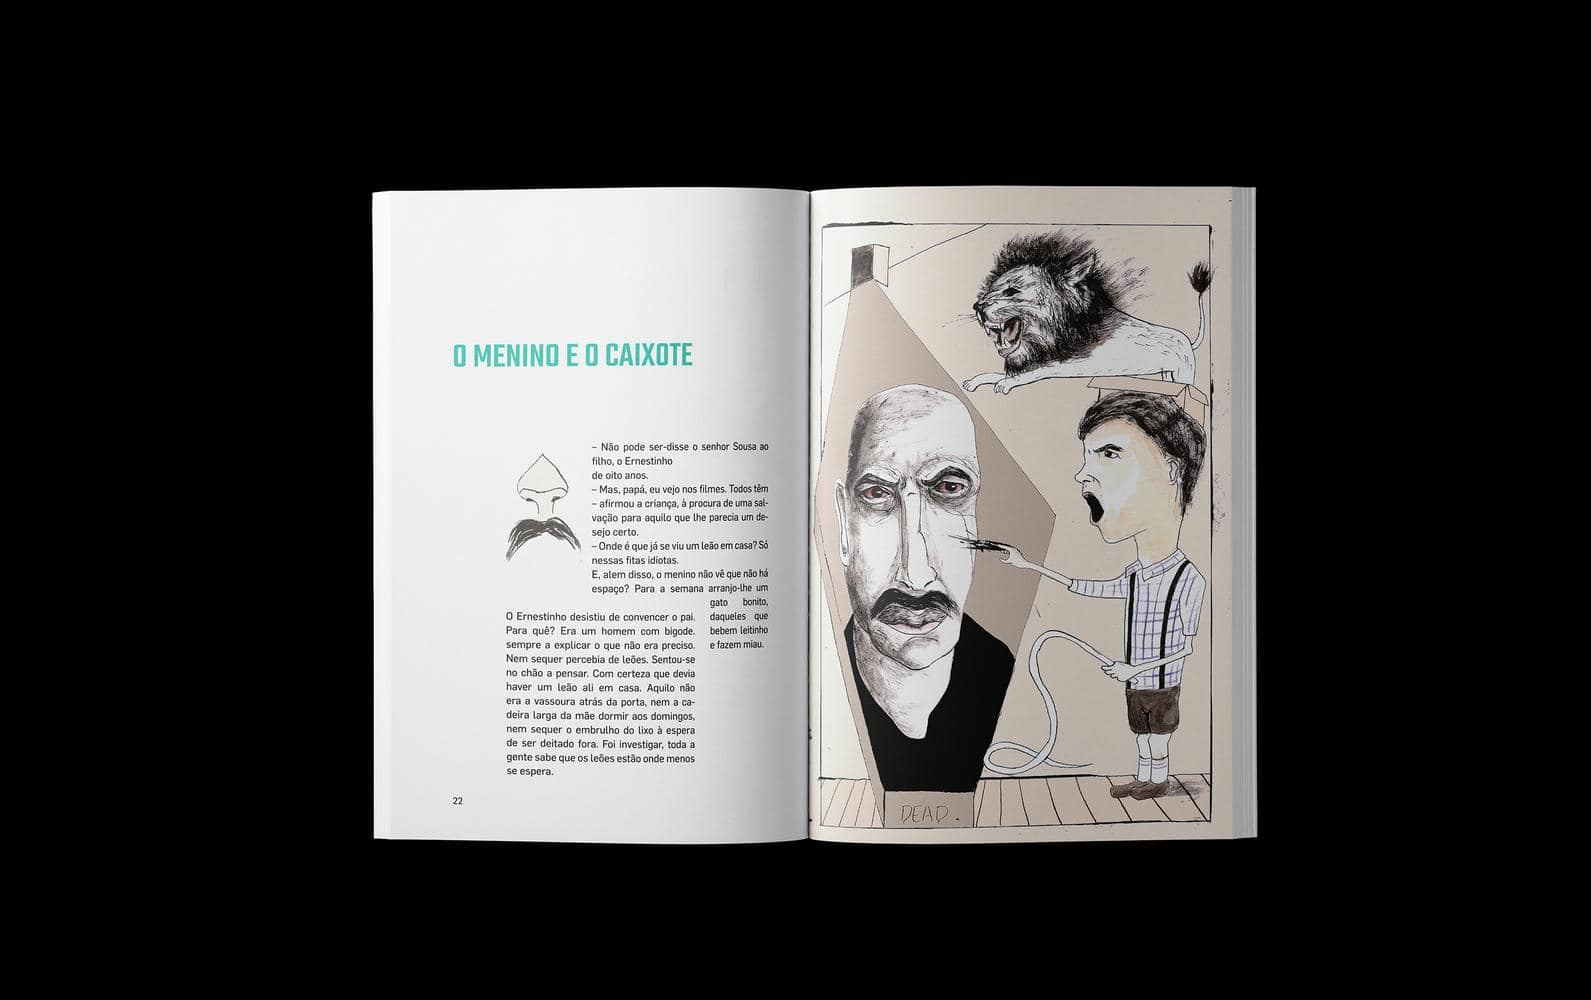 O MENINO E O CAIXOTE
– Não pode ser-disse o senhor Sousa ao
filho, o Ernestinho
de oito anos.
– Mas, papá, eu vejo nos filmes. Todos têm
– afirmou a criança, à procura de uma sal-
vação para aquilo que lhe parecia um de-
sejo certo.
– Onde é que já se viu um leão em casa? Só
nessas fitas idiotas.
E, alem disso, o menino não vê que não há
espaço? Para a semana arranjo-lhe um
gato bonito,
daqueles que
bebem leitinho
e fazem miau.
O Ernestinho desistiu de convencer o pai.
Para quê? Era um homem com bigode.
sempre a explicar o que não era preciso.
Nem sequer percebia de leões. Sentou-se
no chão a pensar. Com certeza que devia
haver um leão ali em casa. Aquilo não
era a vassoura atrás da porta, nem a ca-
deira larga da mãe dormir aos domingos,
nem sequer o embrulho do lixo à espera
de ser deitado fora. Foi investigar, toda a
gente sabe que os leões estão onde menos
se espera.
22
DEAD.